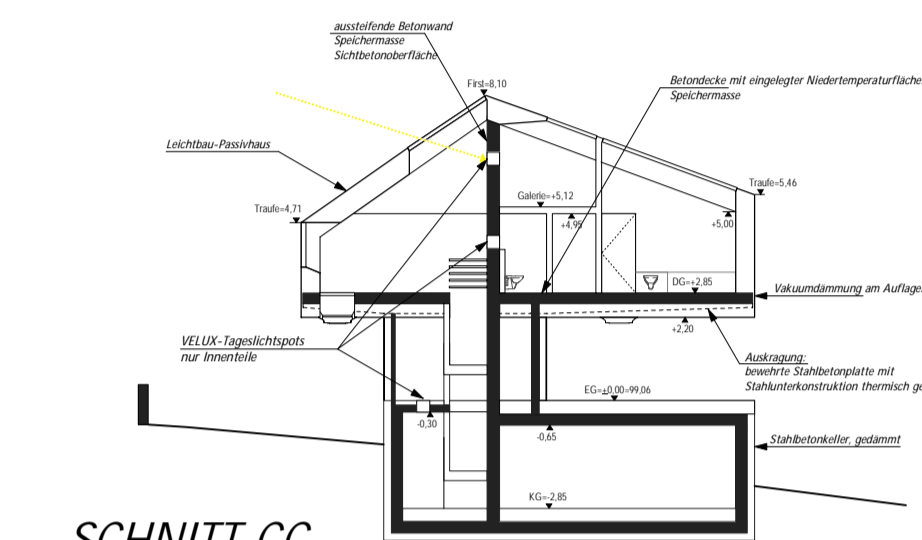 aussteifende Betonwand
Speichermasse
Sichtbetonoberfläche
First=8,10
Betondecke mit eingelegter Niedertemperaturfläche
Speichermasse
Leichtbau-Passivhaus
Traufe=5,46
Traufe=4,71
Galerie=+5,12
+4,95
+5,00
DG=+2,85
Vakuumdämmung am Auflage
+2,20
VELUX-Tageslichtspots
nur Innenteile
Auskragung:
bewehrte Stahlbetonplatte mit
Stahlunterkonstruktion thermisch ge
EG=±0,00=99,06
-0,30
-0,65
Stahlbetonkeller, gedämmt
KG=-2,85
SCHNITT CC